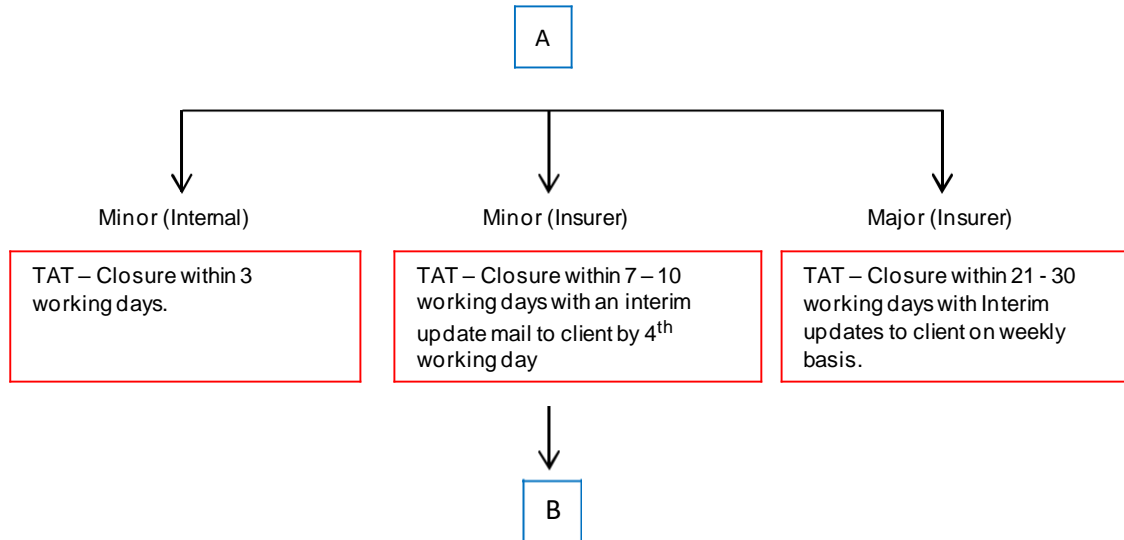 A
Minor (Internal)
Minor (Insurer)
Major (Insurer)
TAT – Closure within 3
working days.
TAT – Closure within 7 – 10
working days with an interim
update mail to client by 4th
working day
TAT – Closure within 21 - 30
working days with Interim
updates to client on weekly
basis.
B